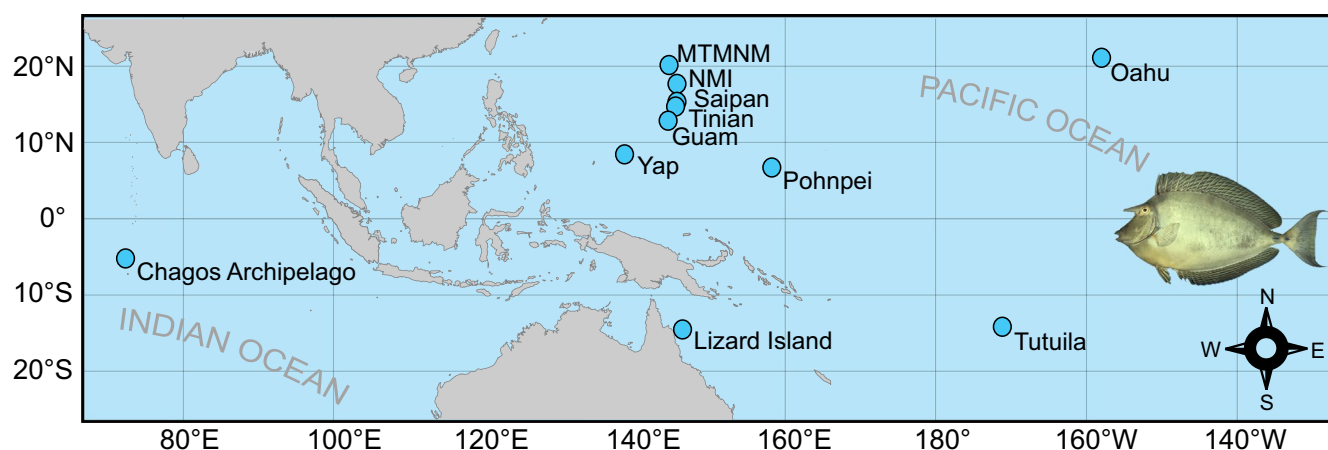 20°N
10°N
0°
10°S
20°S
MTMNM
NMI
Saipan
Tinian
Guam
Yap
Pohnpei
Oahu
PACIFIC OCEAN
Chagos Archipelago
INDIAN OCEAN
Lizard Island
Tutuila
N
W
E
S
80°E
100°E
120°E
140°E
160°E
180°
160°W
140°W